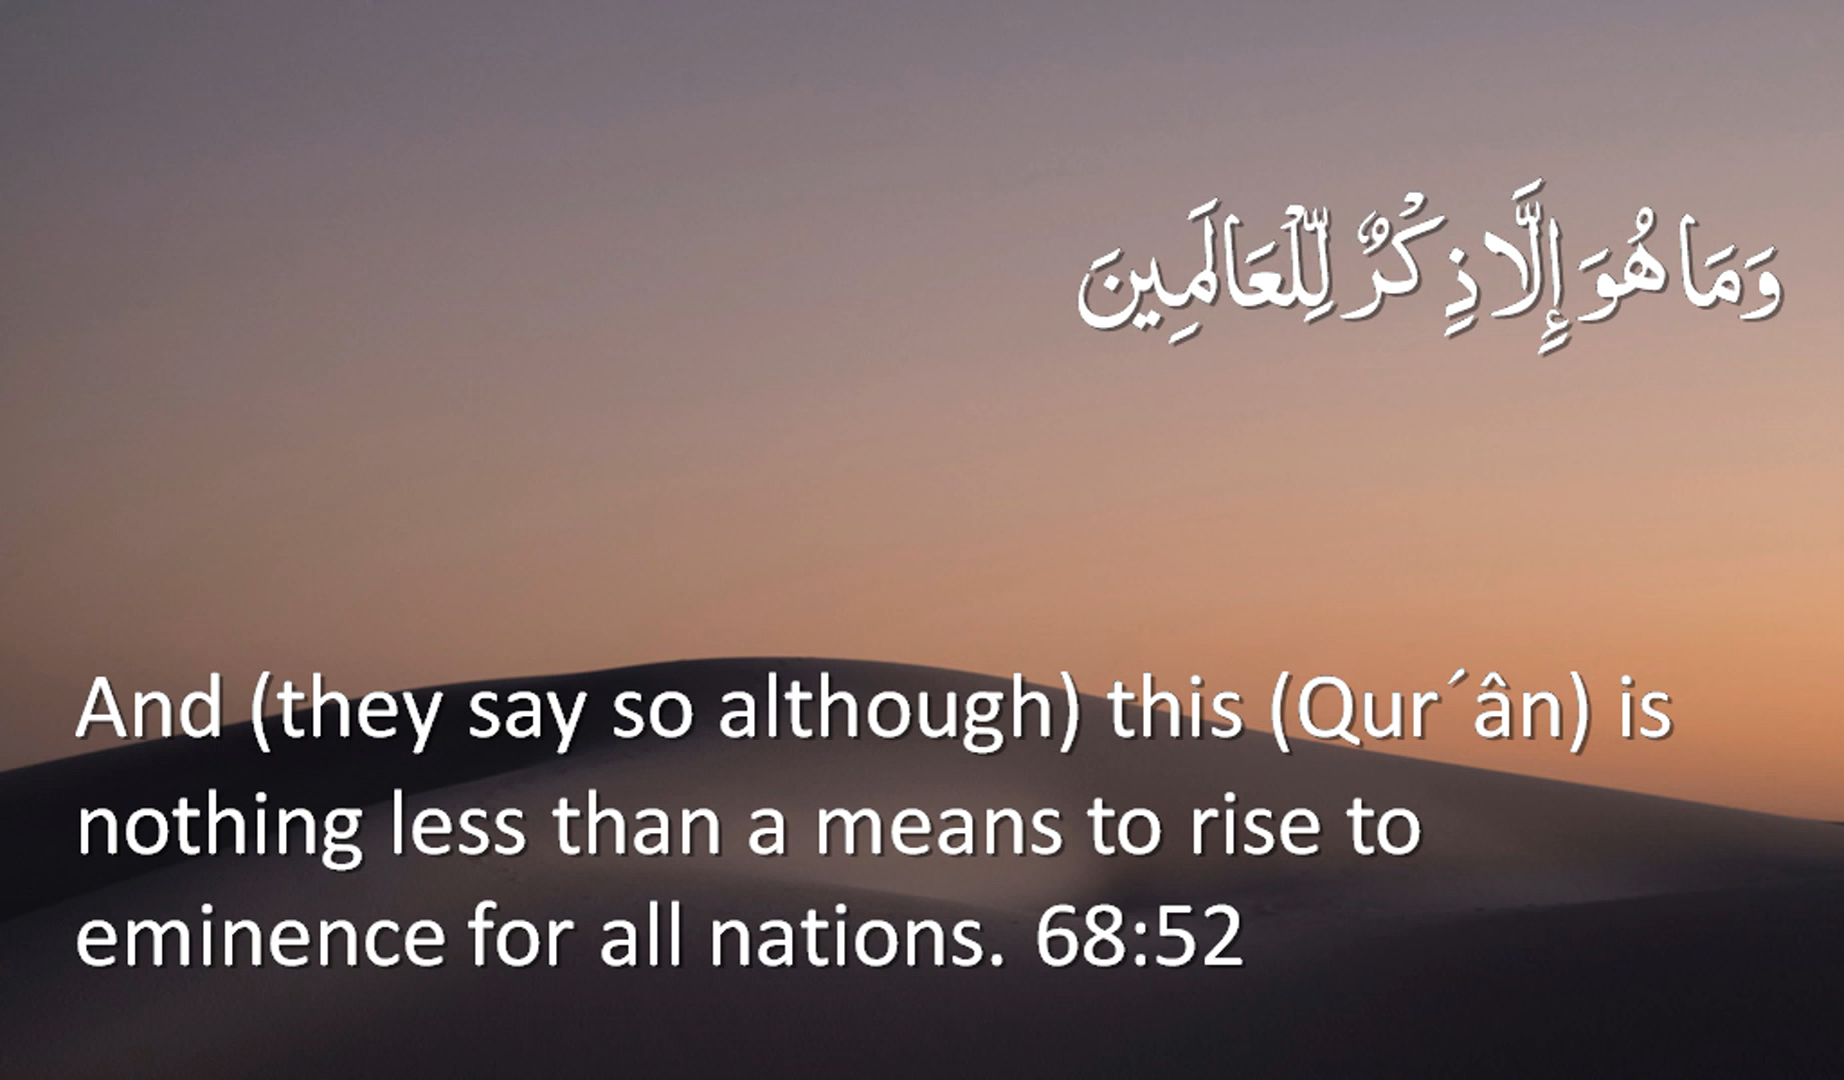 وَمَا هُوَ إِلَّا ذِكْرٌ لِّلْعَالَمِينَ
And (they say so although) this (Qur´ân) is
nothing less than a means to rise to
eminence for all nations. 68:52